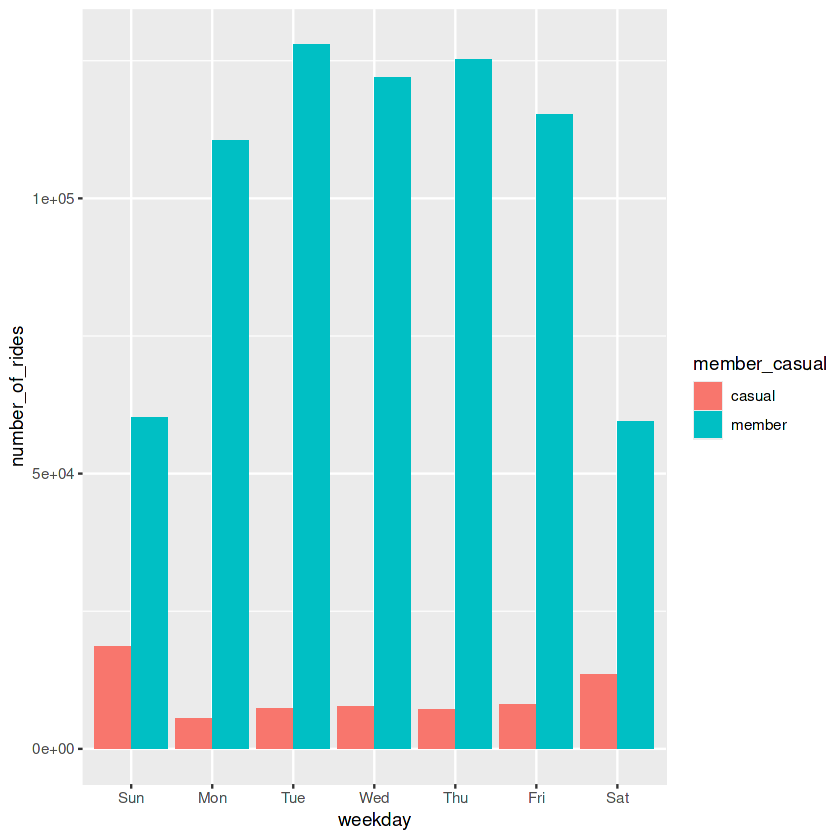 number_of_rides
1e+05
5e+04
0e+00
Sun Mon Tue Wed Thu Fri Sat
weekday
member_casual
casual
member